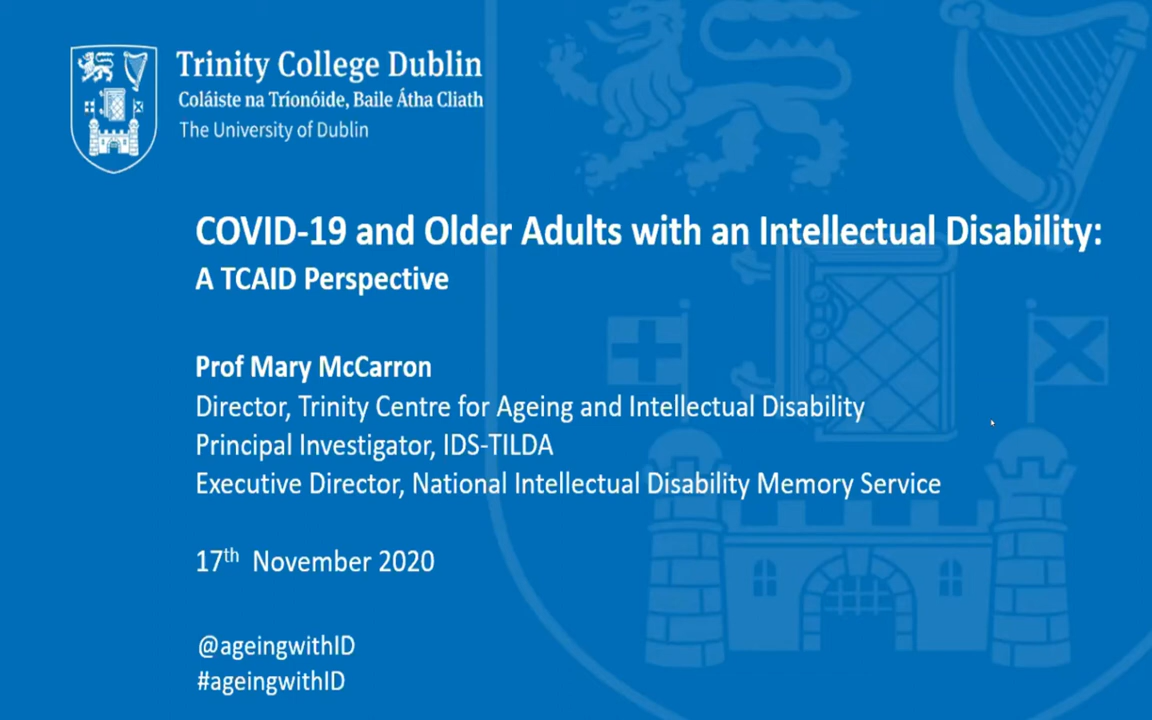 Trinity College Dublin
Coláiste na Tríonóide, Baile Átha Cliath
The University of Dublin
COVID-19 and Older Adults with an Intellectual Disability:
A TCAID Perspective
Prof Mary McCarron
Director, Trinity Centre for Ageing and Intellectual Disability
Principal Investigator, IDS-TILDA
Executive Director, National Intellectual Disability Memory Service
17th November 2020
@ageingwithID
#ageingwithID